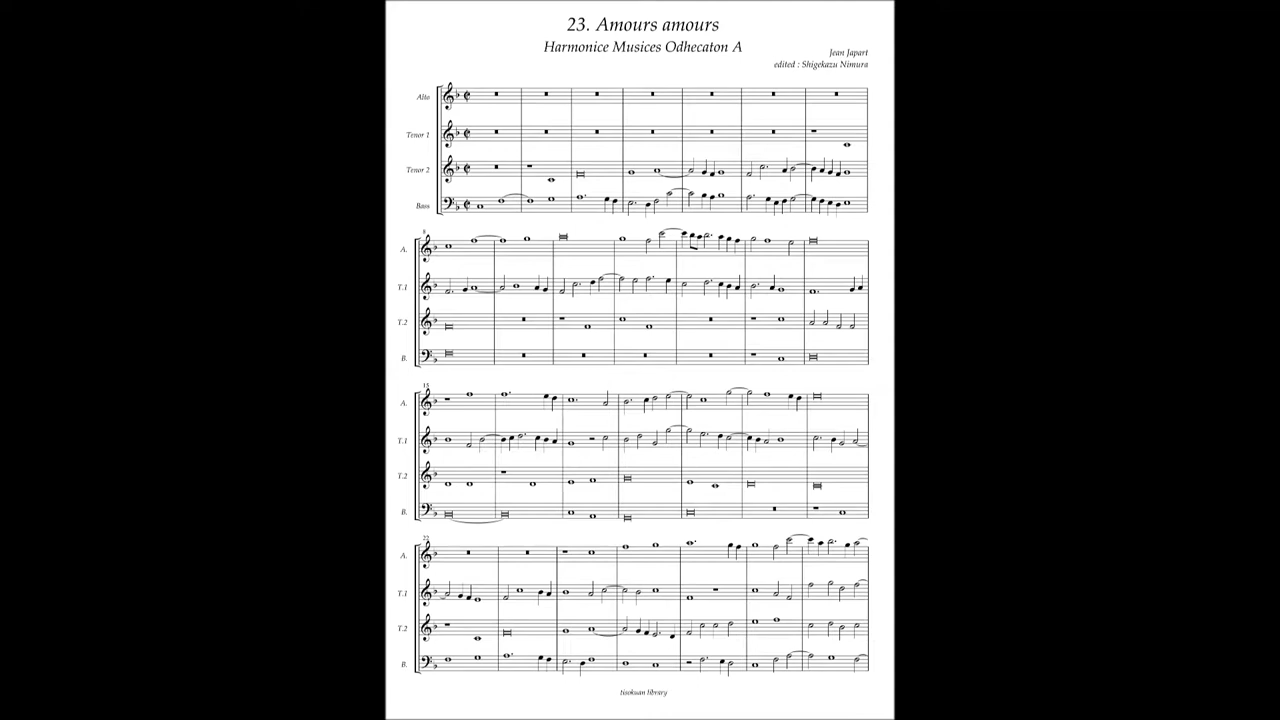 23. Amours amours
Harmonice Musices Odhecaton A
Jean Japart
edited : Shigekazu Nimura
Alto
Tenor 1
Tenor 2
Bass
8
A.
T.1
T.2
B.
15
A.
T.1
T.2
B.
22
A.
T.1
T.2
B.
tisokuan library